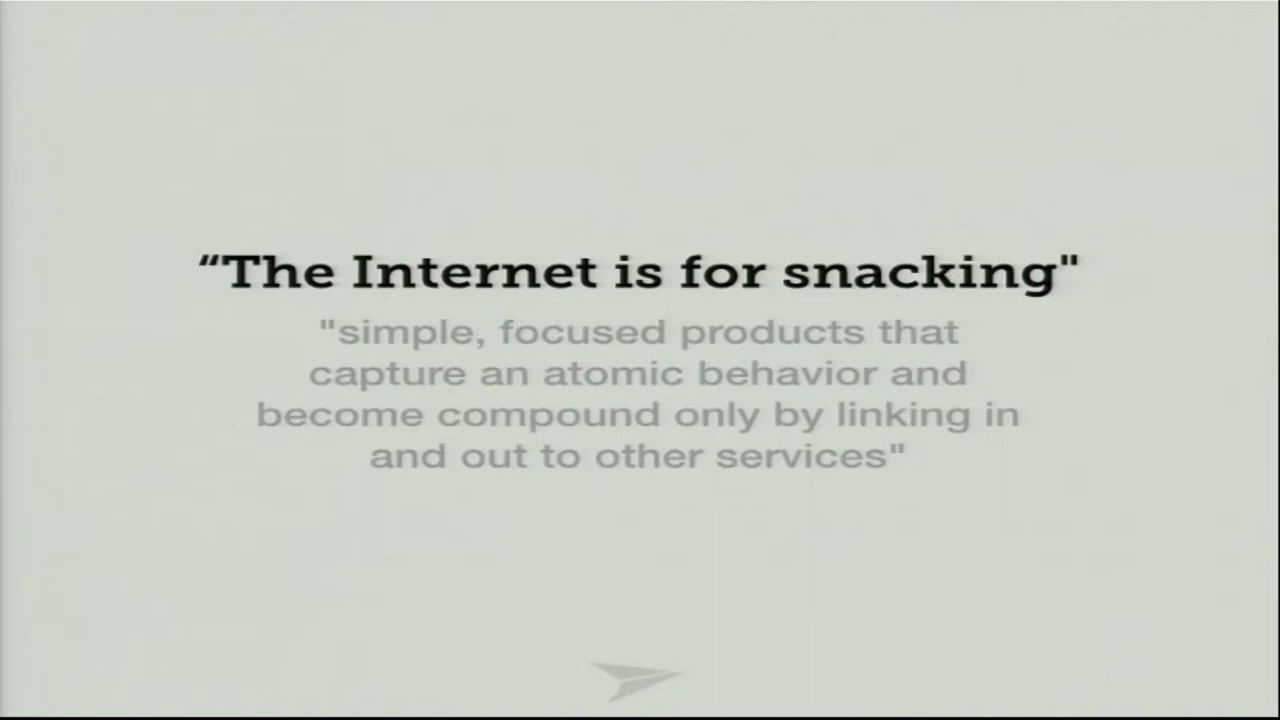 “The Internet is for snacking"
"simple, focused products that
capture an atomic behavior and
become compound only by linking in
and out to other services"